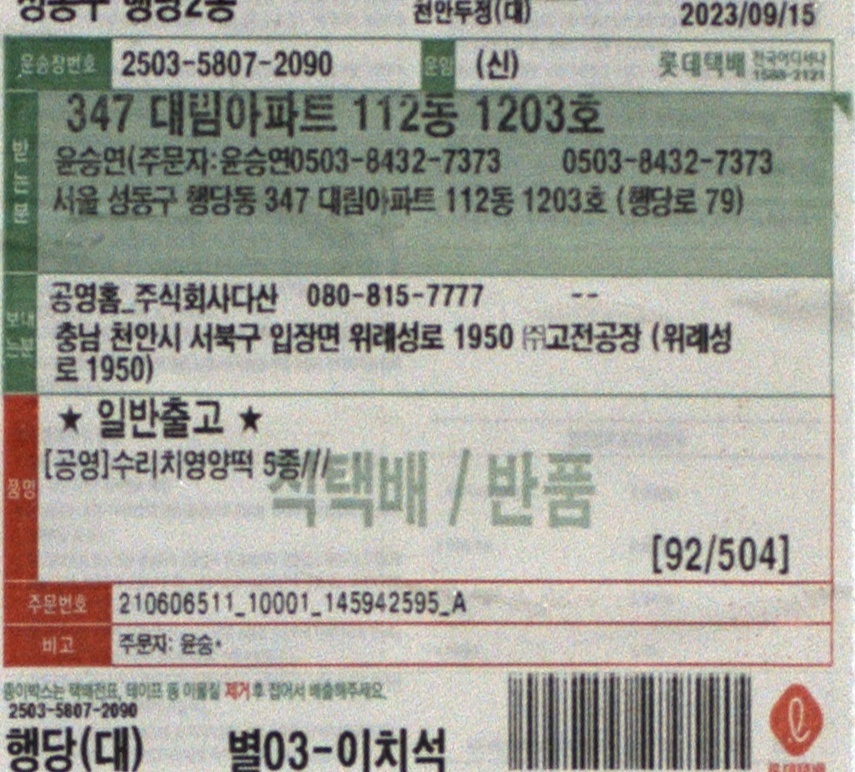 성동구 행당2동 천안두정(대) 2023/09/15
운송장번호 2503-5807-2090 운임 (신) 롯데택배 전국어디서나 1588-2121
347 대림아파트 112동 1203호
받는분 윤승연(주문자:윤승연0503-8432-7373 0503-8432-7373
서울 성동구 행당동 347 대림아파트 112동 1203호 (행당로 79)
보내는분 공영홈_주식회사다산 080-815-7777 --
충남 천안시 서북구 입장면 위례성로 1950 ㈜고전공장 (위례성
로 1950)
★ 일반출고 ★
품명 [공영]수리치영양떡 5종///
식택배 / 반품
[92/504]
주문번호 210606511_10001_145942595_A
비고 주문자: 윤승*
종이박스는 택배전표, 테이프 등 이물질 제거 후 접어서 배출해주세요.
2503-5807-2090
행당(대) 별03-이치석
롯데택배